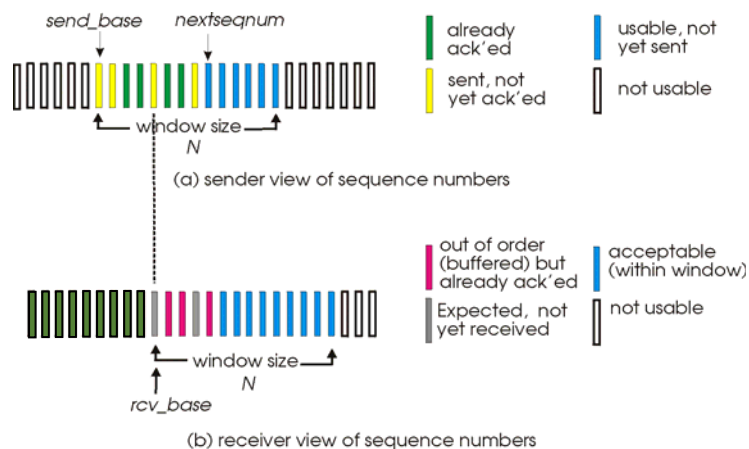 send_base
nextseqnum
already
ack'ed
sent, not
yet ack'ed
usable, not
yet sent
not usable
window size
N
(a) sender view of sequence numbers
out of order
(buffered) but
already ack'ed
Expected, not
yet received
acceptable
(within window)
not usable
window size
N
rcv_base
(b) receiver view of sequence numbers